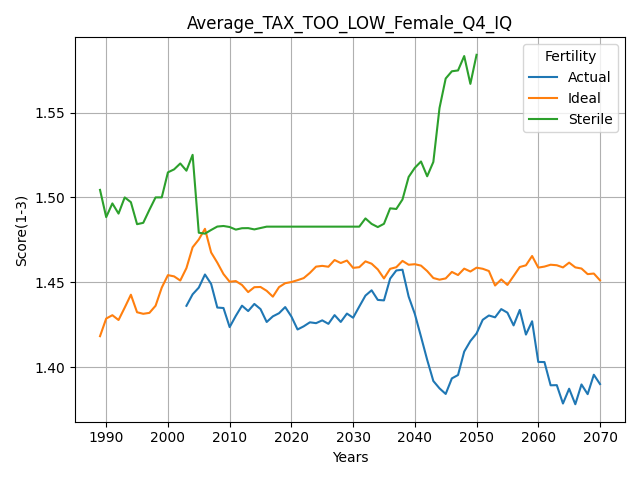 Average_TAX_TOO_LOW_Female_Q4_IQ
Fertility
Actual
Ideal
Sterile
Score(1-3)
1.55
1.50
1.45
1.40
1990 2000 2010 2020 2030 2040 2050 2060 2070
Years